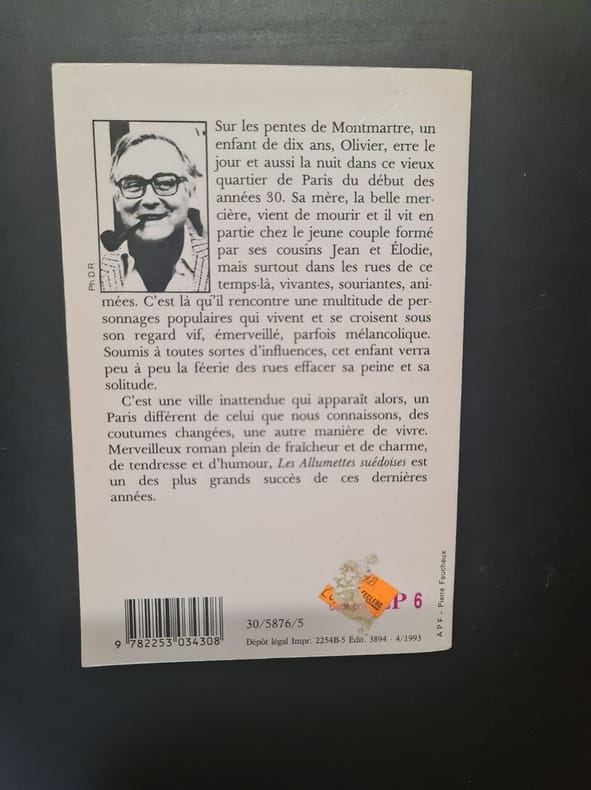 Sur les pentes de Montmartre, un
enfant de dix ans, Olivier, erre le
jour et aussi la nuit dans ce vieux
quartier de Paris du début des
années 30. Sa mère, la belle mer-
cière, vient de mourir et il vit en
partie chez le jeune couple formé
par ses cousins Jean et Élodie,
mais surtout dans les rues de ce
temps-là, vivantes, souriantes, ani-
mées. C'est là qu'il rencontre une multitude de per-
sonnages populaires qui vivent et se croisent sous
son regard vif, émerveillé, parfois mélancolique.
Soumis à toutes sortes d'influences, cet enfant verra
peu à peu la féerie des rues effacer sa peine et sa
solitude.
C'est une ville inattendue qui apparaît alors, un
Paris différent de celui que nous connaissons, des
coutumes changées, une autre manière de vivre.
Merveilleux roman plein de fraîcheur et de charme,
de tendresse et d'humour, Les Allumettes suédoises est
un des plus grands succès de ces dernières
années.
Ph. D.R.
P 6
30/5876/5
9 782253 034308
Dépôt légal Impr. 2254B-5 Édit. 3894 - 4/1993
A P F - Pierre Faucheux